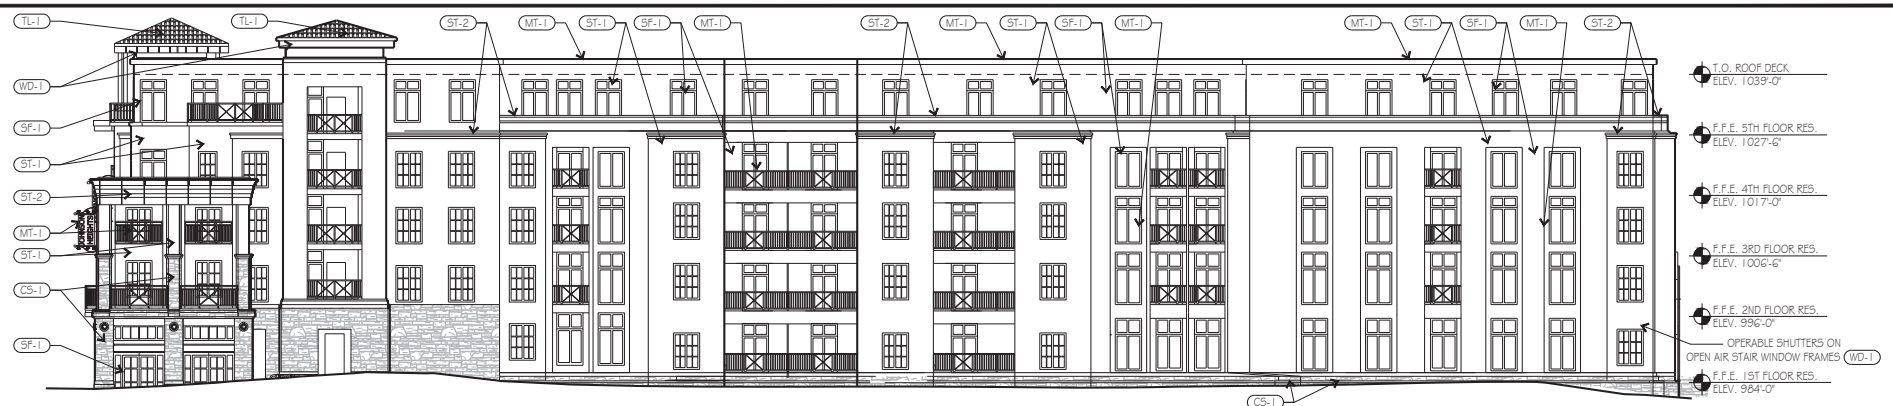 TL-1
TL-1
ST-2
MT-1
ST-1
SF-1
MT-1
ST-2
MT-1
ST-1
SF-1
MT-1
MT-1
ST-1
SF-1
MT-1
ST-2
WD-1
SF-1
ST-1
ST-2
MT-1
ST-1
CS-1
SF-1
T.O. ROOF DECK
ELEV. 1039'-0"
F.F.E. 5TH FLOOR RES.
ELEV. 1027'-6"
F.F.E. 4TH FLOOR RES.
ELEV. 1017'-0"
F.F.E. 3RD FLOOR RES.
ELEV. 1006'-6"
F.F.E. 2ND FLOOR RES.
ELEV. 996'-0"
OPERABLE SHUTTERS ON
OPEN AIR STAIR WINDOW FRAMES WD-1
F.F.E. 1ST FLOOR RES.
ELEV. 984'-0"
CS-1